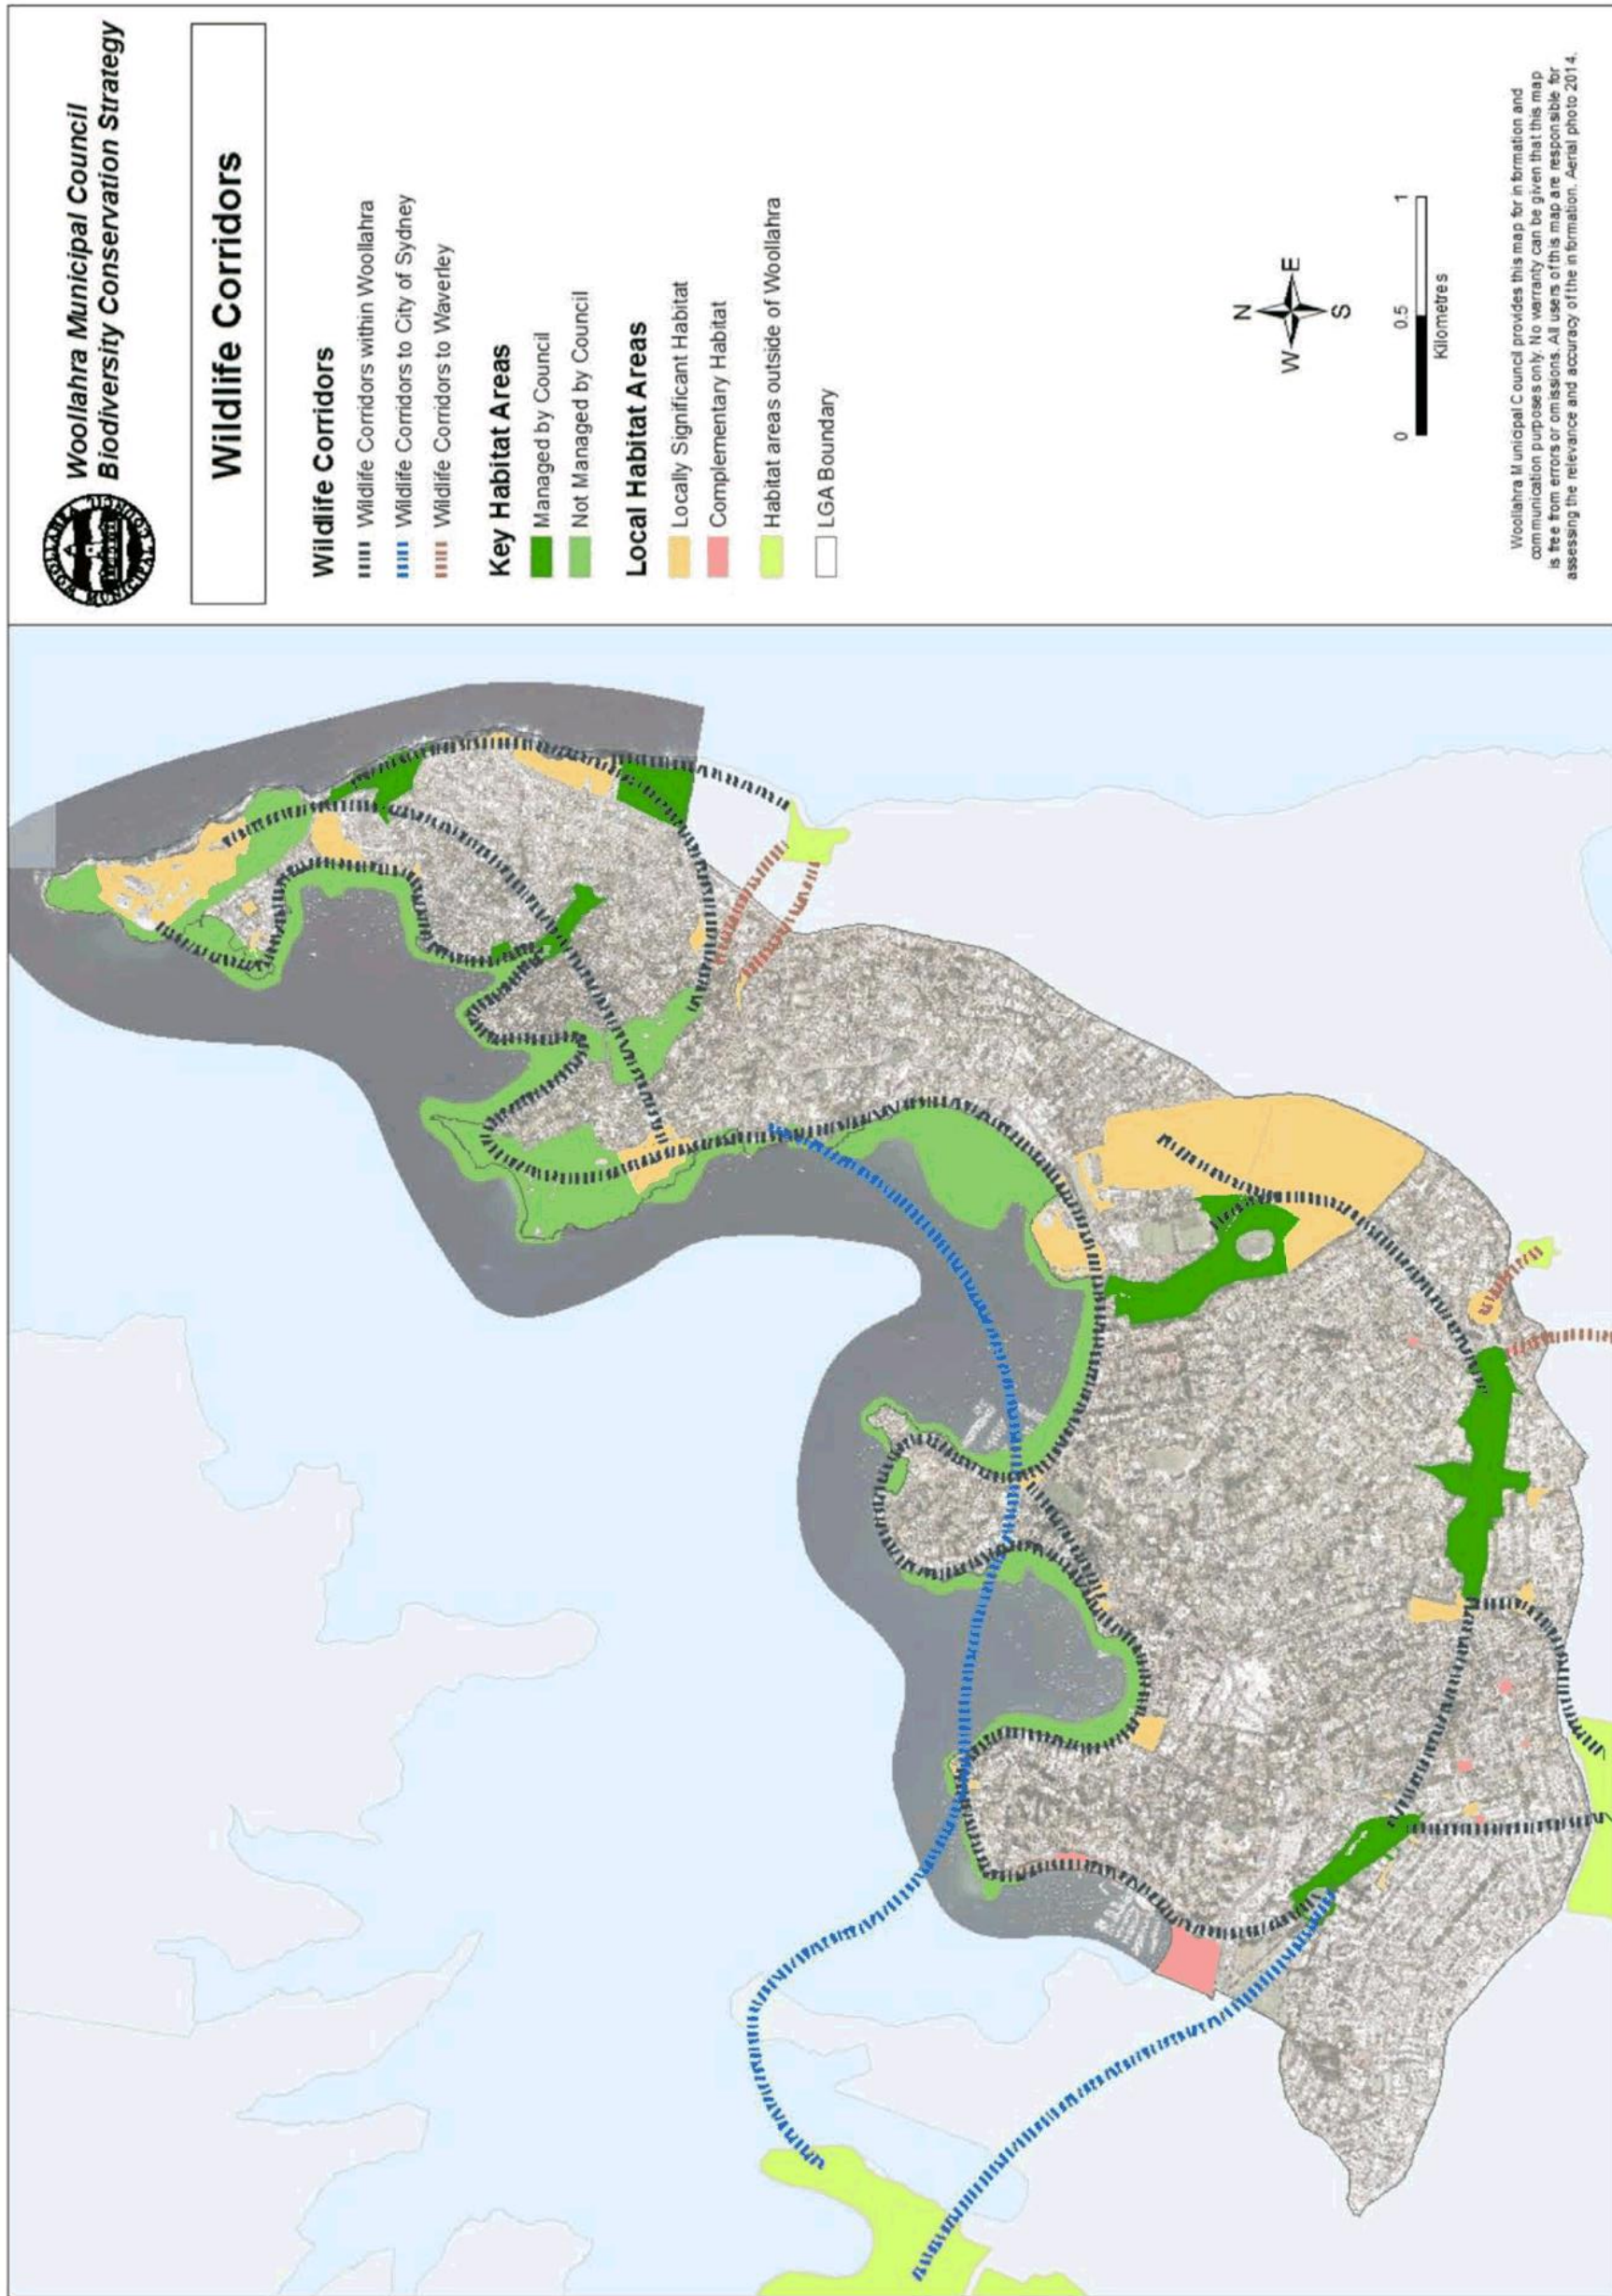 Woollahra Municipal Council
Biodiversity Conservation Strategy
Wildlife Corridors
Wildlife Corridors
Wildlife Corridors within Woollahra
Wildlife Corridors to City of Sydney
Wildlife Corridors to Waverley
Key Habitat Areas
Managed by Council
Not Managed by Council
Local Habitat Areas
Locally Significant Habitat
Complementary Habitat
Habitat areas outside of Woollahra
LGA Boundary
N
W E
S
0 0.5 1
Kilometres
Woollahra Municipal Council provides this map for information and
communication purposes only. No warranty can be given that this map
is free from errors or omissions. All users of this map are responsible for
assessing the relevance and accuracy of the information. Aerial photo 2014.